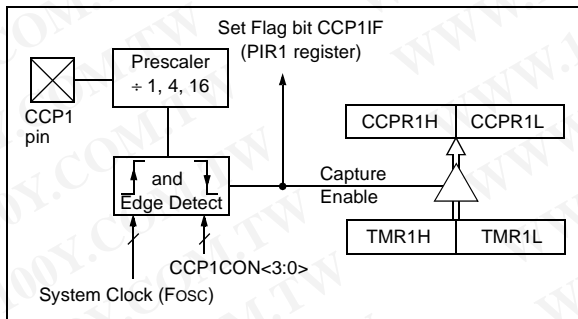 Set Flag bit CCP1IF
(PIR1 register)
Prescaler
÷ 1, 4, 16
CCP1
pin
CCPR1H CCPR1L
and
Edge Detect
Capture
Enable
TMR1H TMR1L
CCP1CON<3:0>
System Clock (FOSC)